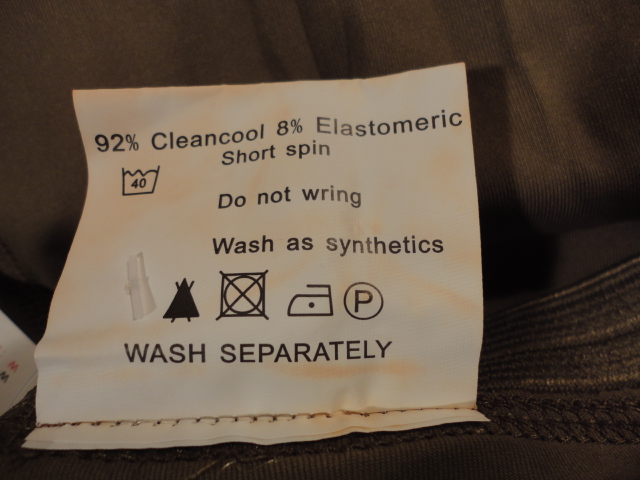 92% Cleancool 8% Elastomeric
Short spin
40
Do not wring
Wash as synthetics
P
WASH SEPARATELY
W
W